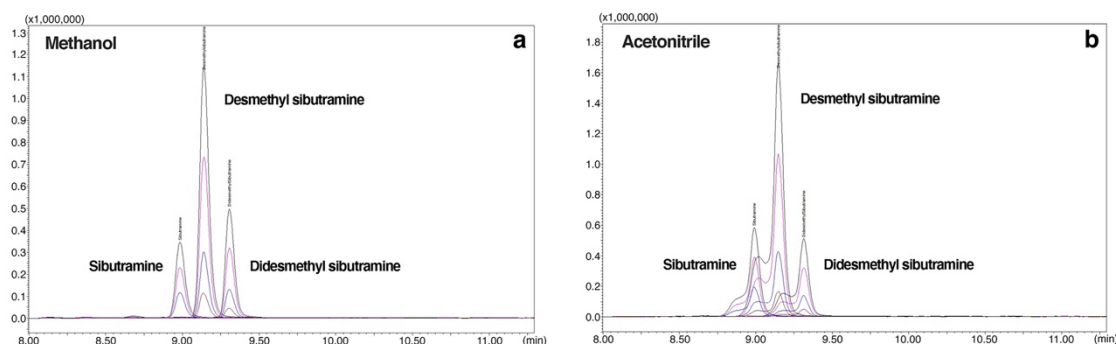 (x1,000,000)
Methanol
a
1.3
1.2
1.1
1.0
0.9
0.8
0.7
0.6
0.5
0.4
0.3
0.2
0.1
0.0
Desmethyl sibutramine
Sibutramine
Didesmethyl sibutramine
Sibutramine
8.00
8.50
9.00
9.50
10.00
10.50
11.00
(min)
(x1,000,000)
Acetonitrile
b
1.8
1.6
1.4
1.2
1.0
0.8
0.6
0.4
0.2
0.0
Desmethyl sibutramine
Sibutramine
Didesmethyl sibutramine
Sibutramine
8.00
8.50
9.00
9.50
10.00
10.50
11.00
(min)